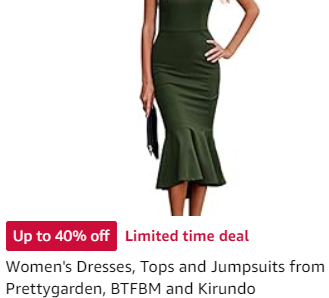 Up to 40% off Limited time deal
Women's Dresses, Tops and Jumpsuits from
Prettygarden, BTFBM and Kirundo